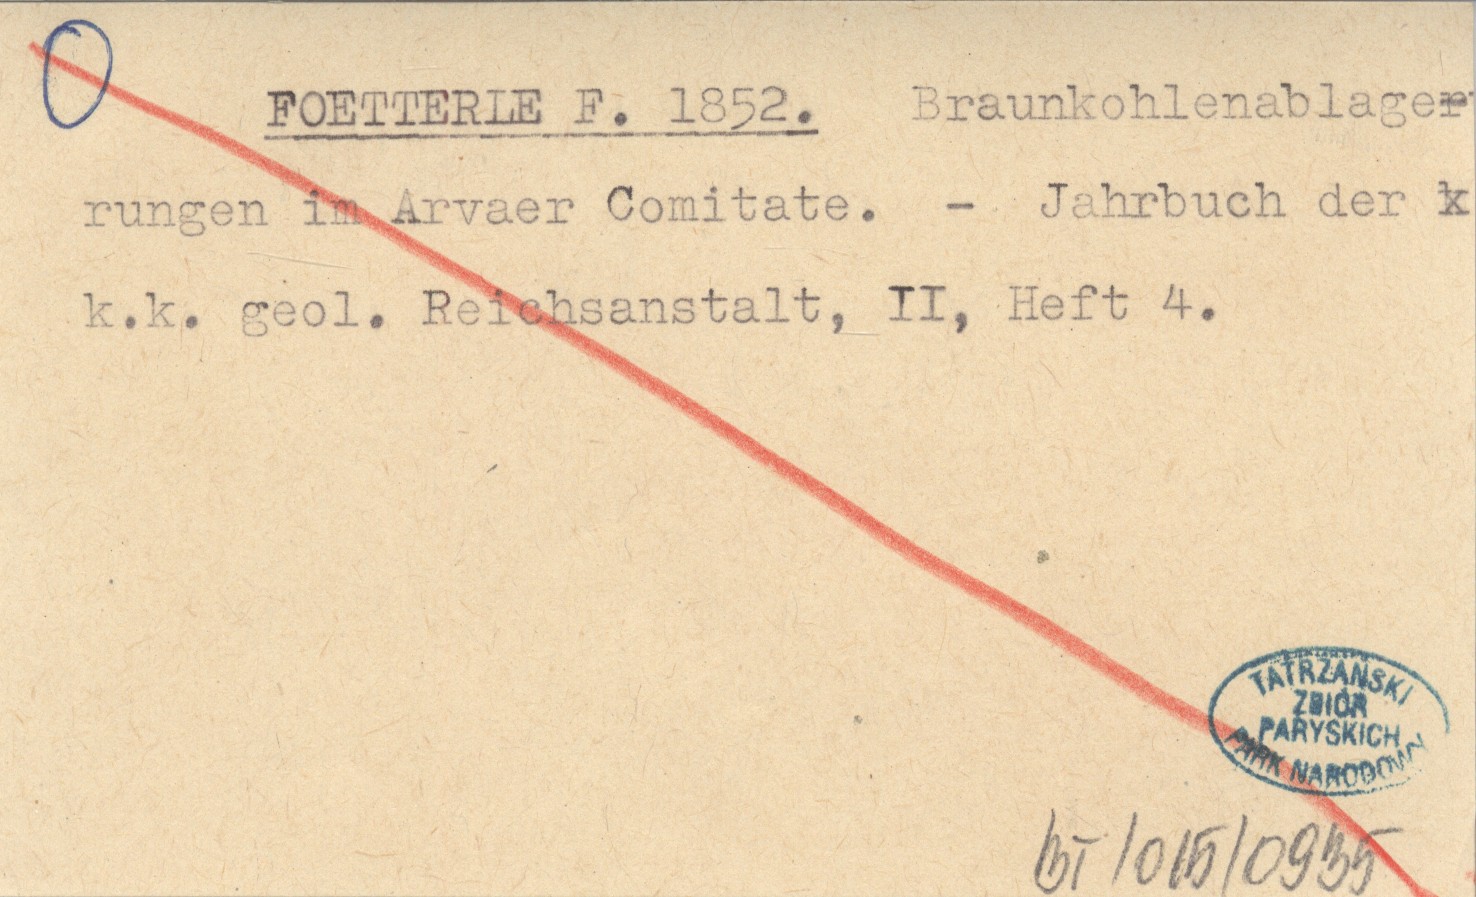 FOETTERLE F. 1852. Braunkohlenablager-
rungen im Arvaer Comitate. - Jahrbuch der k
k.k. geol. Reichsanstalt, II, Heft 4.
TATRZAŃSKI
ZBIÓR
PARYSKICH
PARK NARODOWY
bT/015/0935